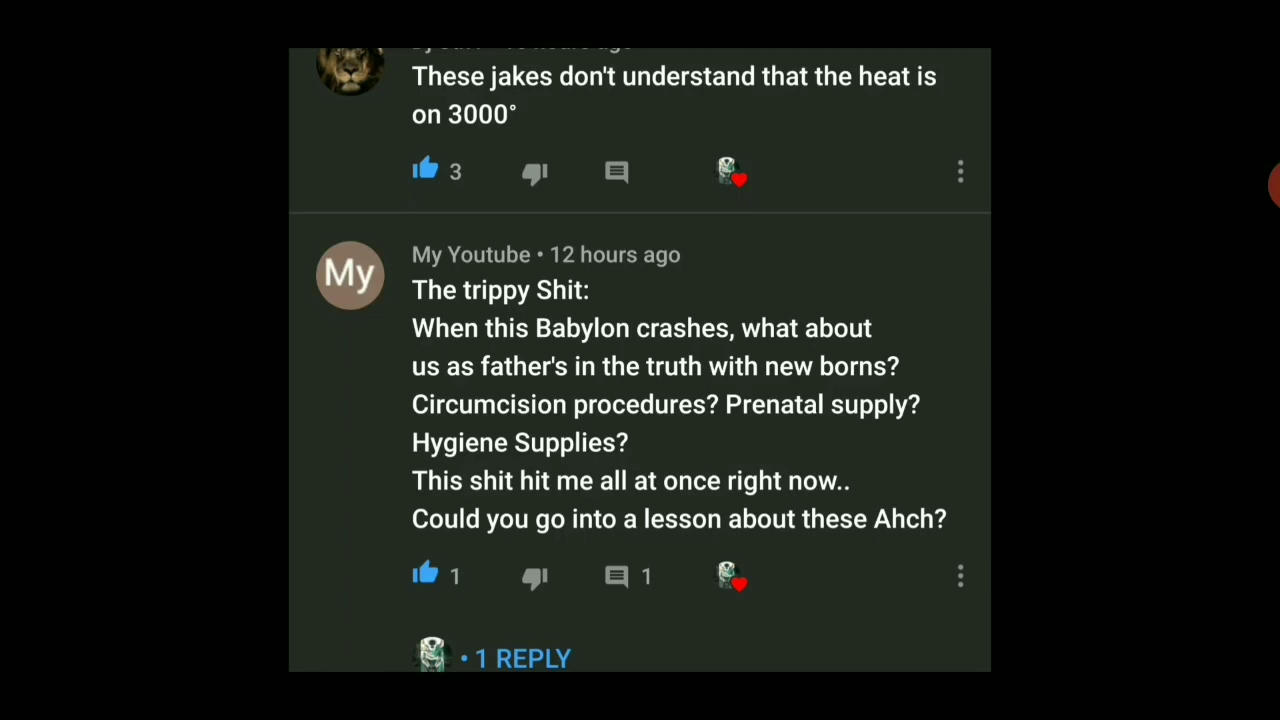 These jakes don't understand that the heat is
on 3000°
3
My
My Youtube • 12 hours ago
The trippy Shit:
When this Babylon crashes, what about
us as father's in the truth with new borns?
Circumcision procedures? Prenatal supply?
Hygiene Supplies?
This shit hit me all at once right now..
Could you go into a lesson about these Ahch?
1
1
• 1 REPLY